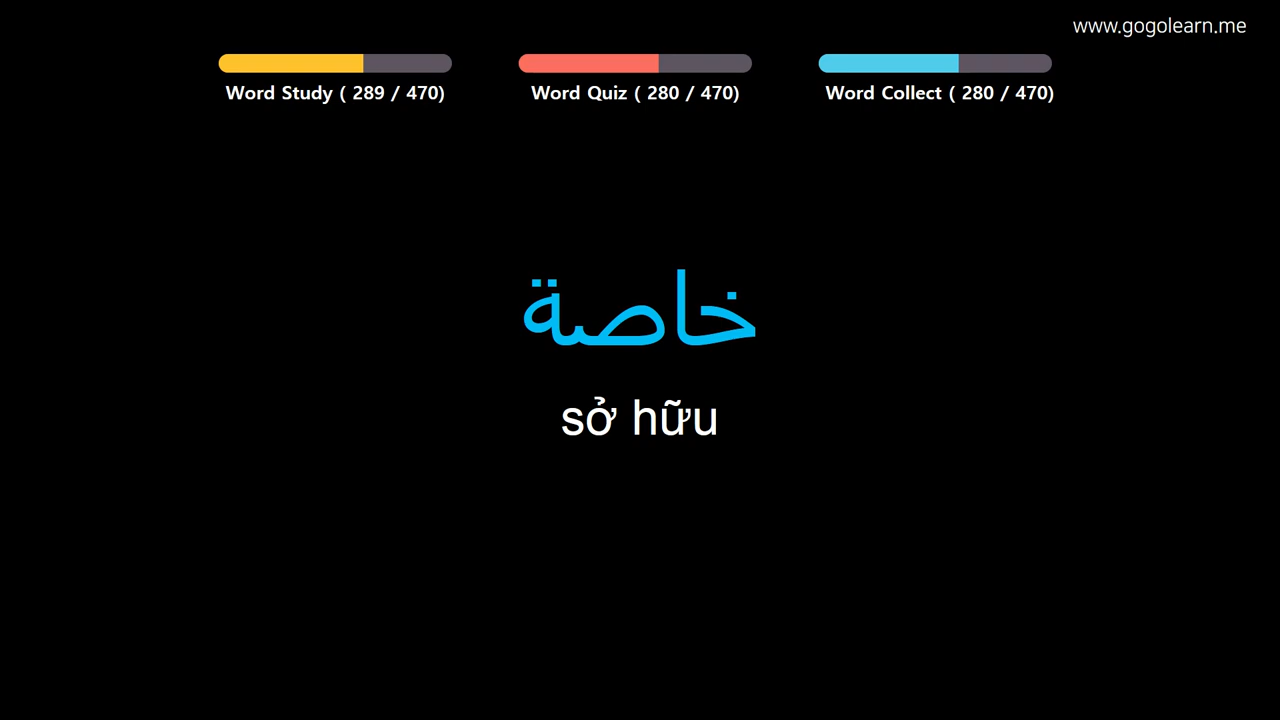 www.gogolearn.me
Word Study ( 289 / 470)
Word Quiz ( 280 / 470)
Word Collect ( 280 / 470)
خاصة
sở hữu